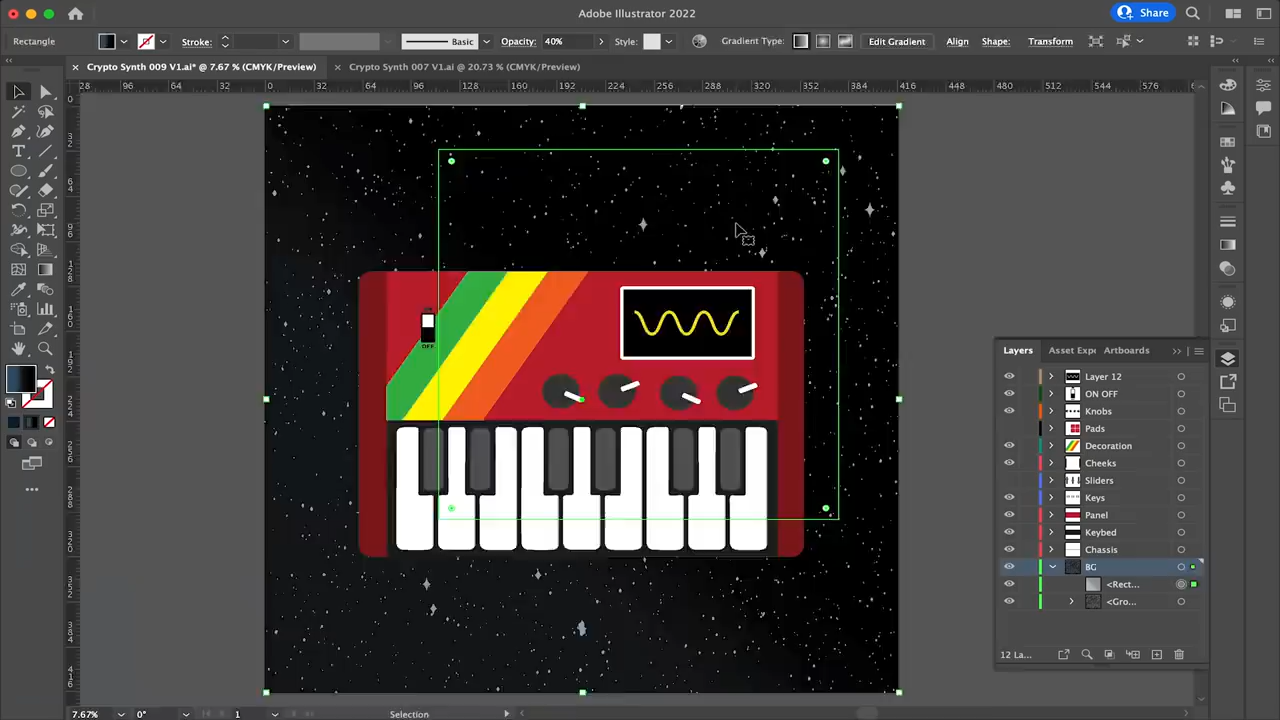 Adobe Illustrator 2022
Share
Rectangle
Stroke:
Basic
Opacity: 40%
Style:
Gradient Type:
Edit Gradient
Align
Shape:
Transform
× Crypto Synth 009 V1.ai* @ 7.67 % (CMYK/Preview)
× Crypto Synth 007 V1.ai @ 20.73 % (CMYK/Preview)
28 96 64 32 0 32 64 96 128 160 192 224 256 288 320 352 384 416 448 480 512 544 576
OFF
Layers
Asset Expo
Artboards
Layer 12
ON OFF
Knobs
Pads
Decoration
Cheeks
Sliders
Keys
Panel
Keybed
Chassis
BG
<Rect...
<Gro...
12 La...
7.67%
0°
1
Selection